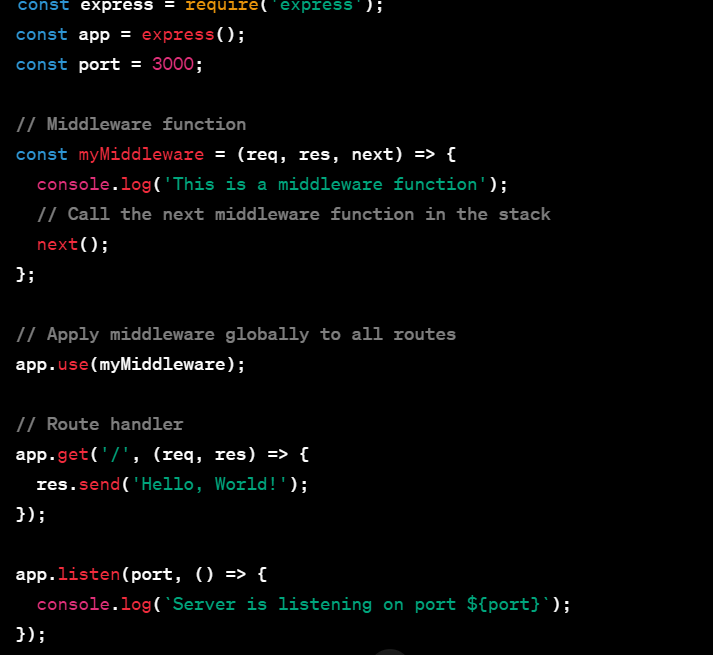 const express = require('express');
const app = express();
const port = 3000;
// Middleware function
const myMiddleware = (req, res, next) => {
  console.log('This is a middleware function');
  // Call the next middleware function in the stack
  next();
};
// Apply middleware globally to all routes
app.use(myMiddleware);
// Route handler
app.get('/', (req, res) => {
  res.send('Hello, World!');
});
app.listen(port, () => {
  console.log(`Server is listening on port ${port}`);
});